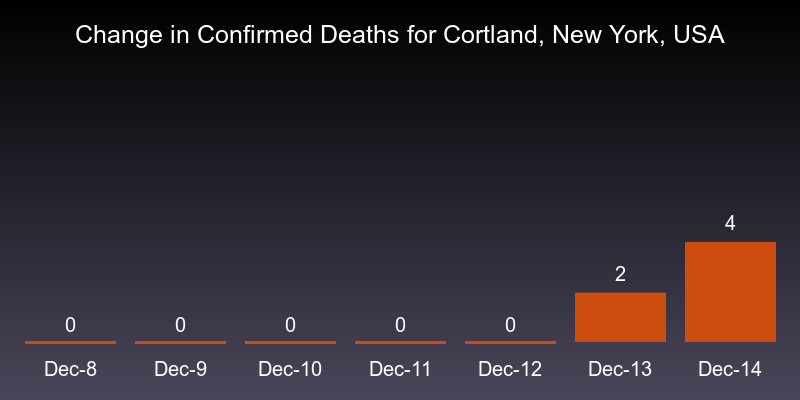 Change in Confirmed Deaths for Cortland, New York, USA
4
2
0 0 0 0 0
Dec-8 Dec-9 Dec-10 Dec-11 Dec-12 Dec-13 Dec-14